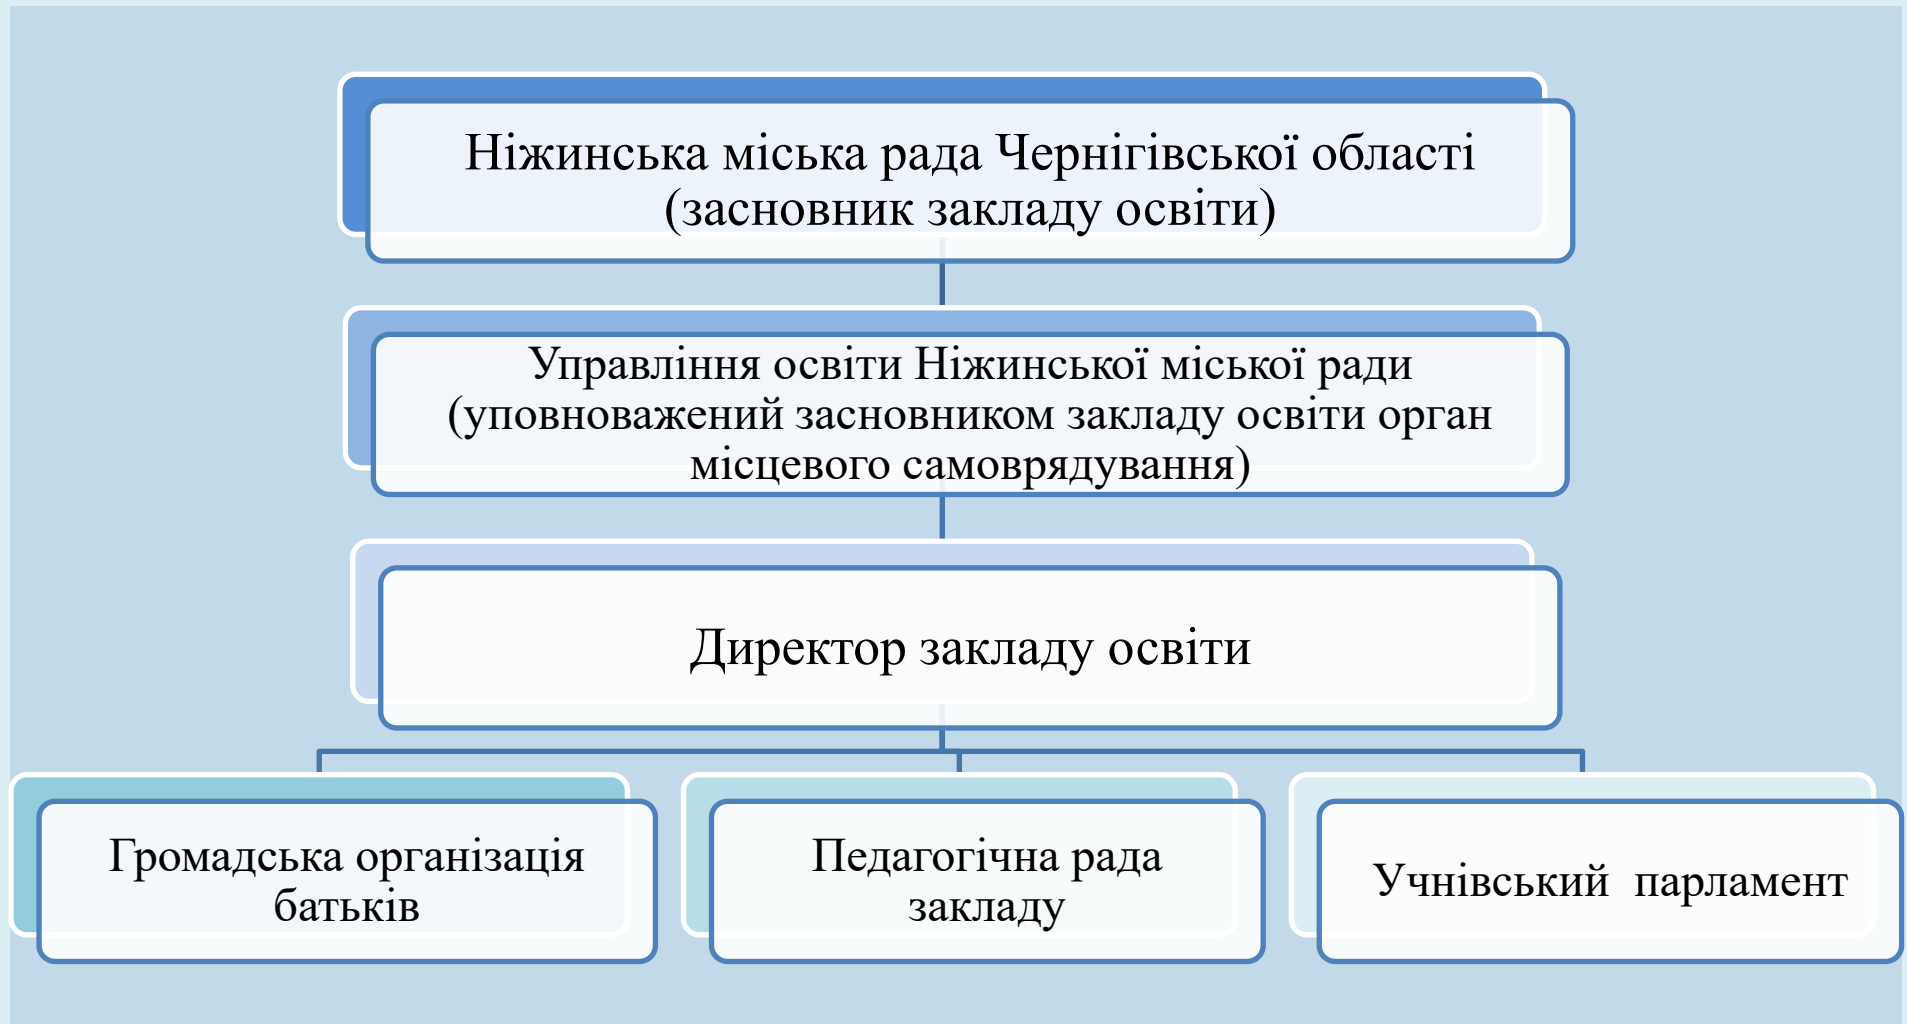 Ніжинська міська рада Чернігівської області
(засновник закладу освіти)
Управління освіти Ніжинської міської ради
(уповноважений засновником закладу освіти орган
місцевого самоврядування)
Директор закладу освіти
Громадська організація
батьків
Педагогічна рада
закладу
Учнівський  парламент